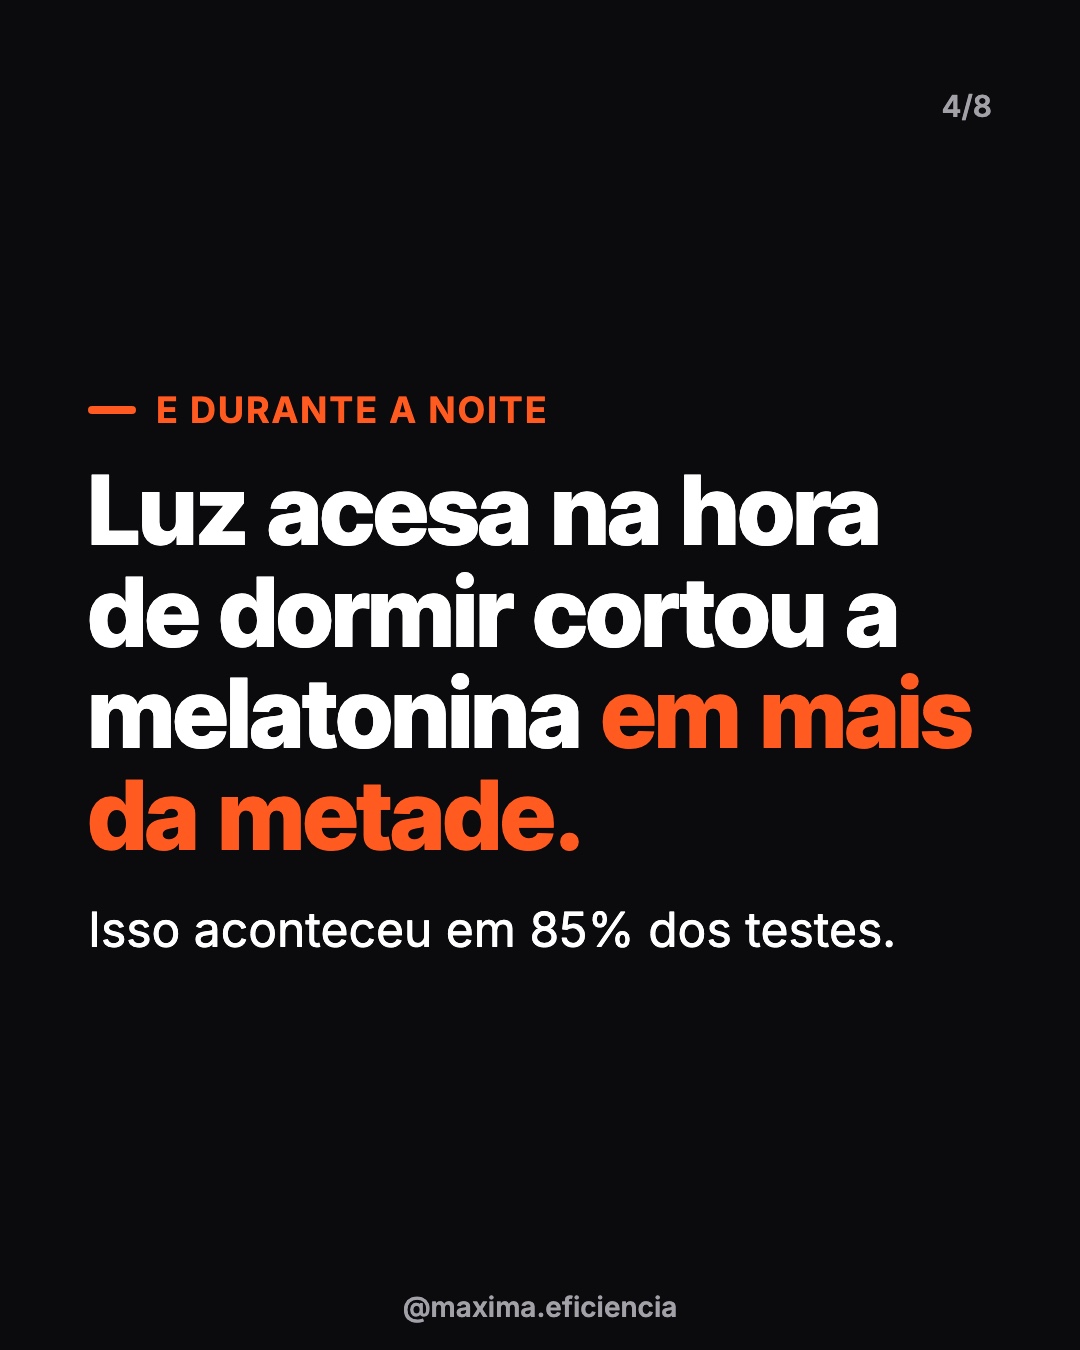 4/8
E DURANTE A NOITE
Luz acesa na hora
de dormir cortou a
melatonina em mais
da metade.
Isso aconteceu em 85% dos testes.
@maxima.eficiencia